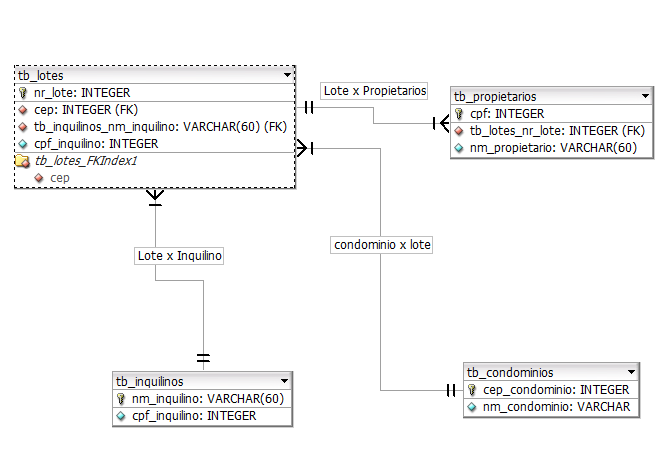 tb_lotes
nr_lote: INTEGER
cep: INTEGER (FK)
tb_inquilinos_nm_inquilino: VARCHAR(60) (FK)
cpf_inquilino: INTEGER
tb_lotes_FKIndex1
cep
Lote x Propietarios
tb_propietarios
cpf: INTEGER
tb_lotes_nr_lote: INTEGER (FK)
nm_propietario: VARCHAR(60)
condominio x lote
Lote x Inquilino
tb_inquilinos
nm_inquilino: VARCHAR(60)
cpf_inquilino: INTEGER
tb_condominios
cep_condominio: INTEGER
nm_condominio: VARCHAR